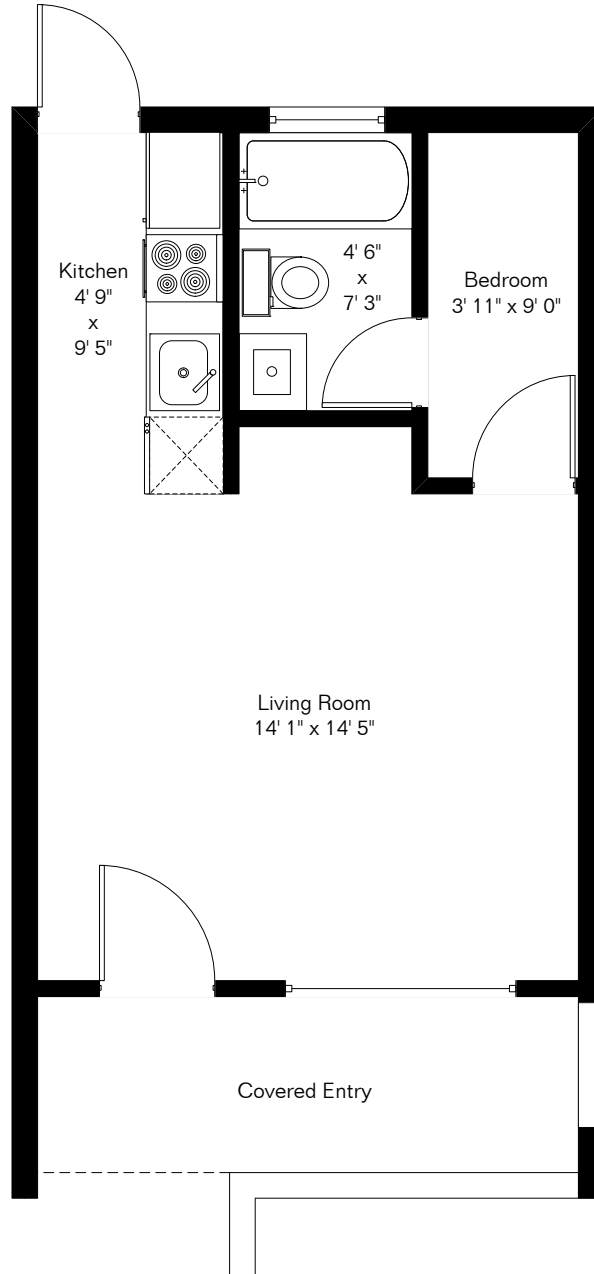 Kitchen
4' 9"
x
9' 5"
4' 6"
x
7' 3"
Bedroom
3' 11" x 9' 0"
Living Room
14' 1" x 14' 5"
Covered Entry